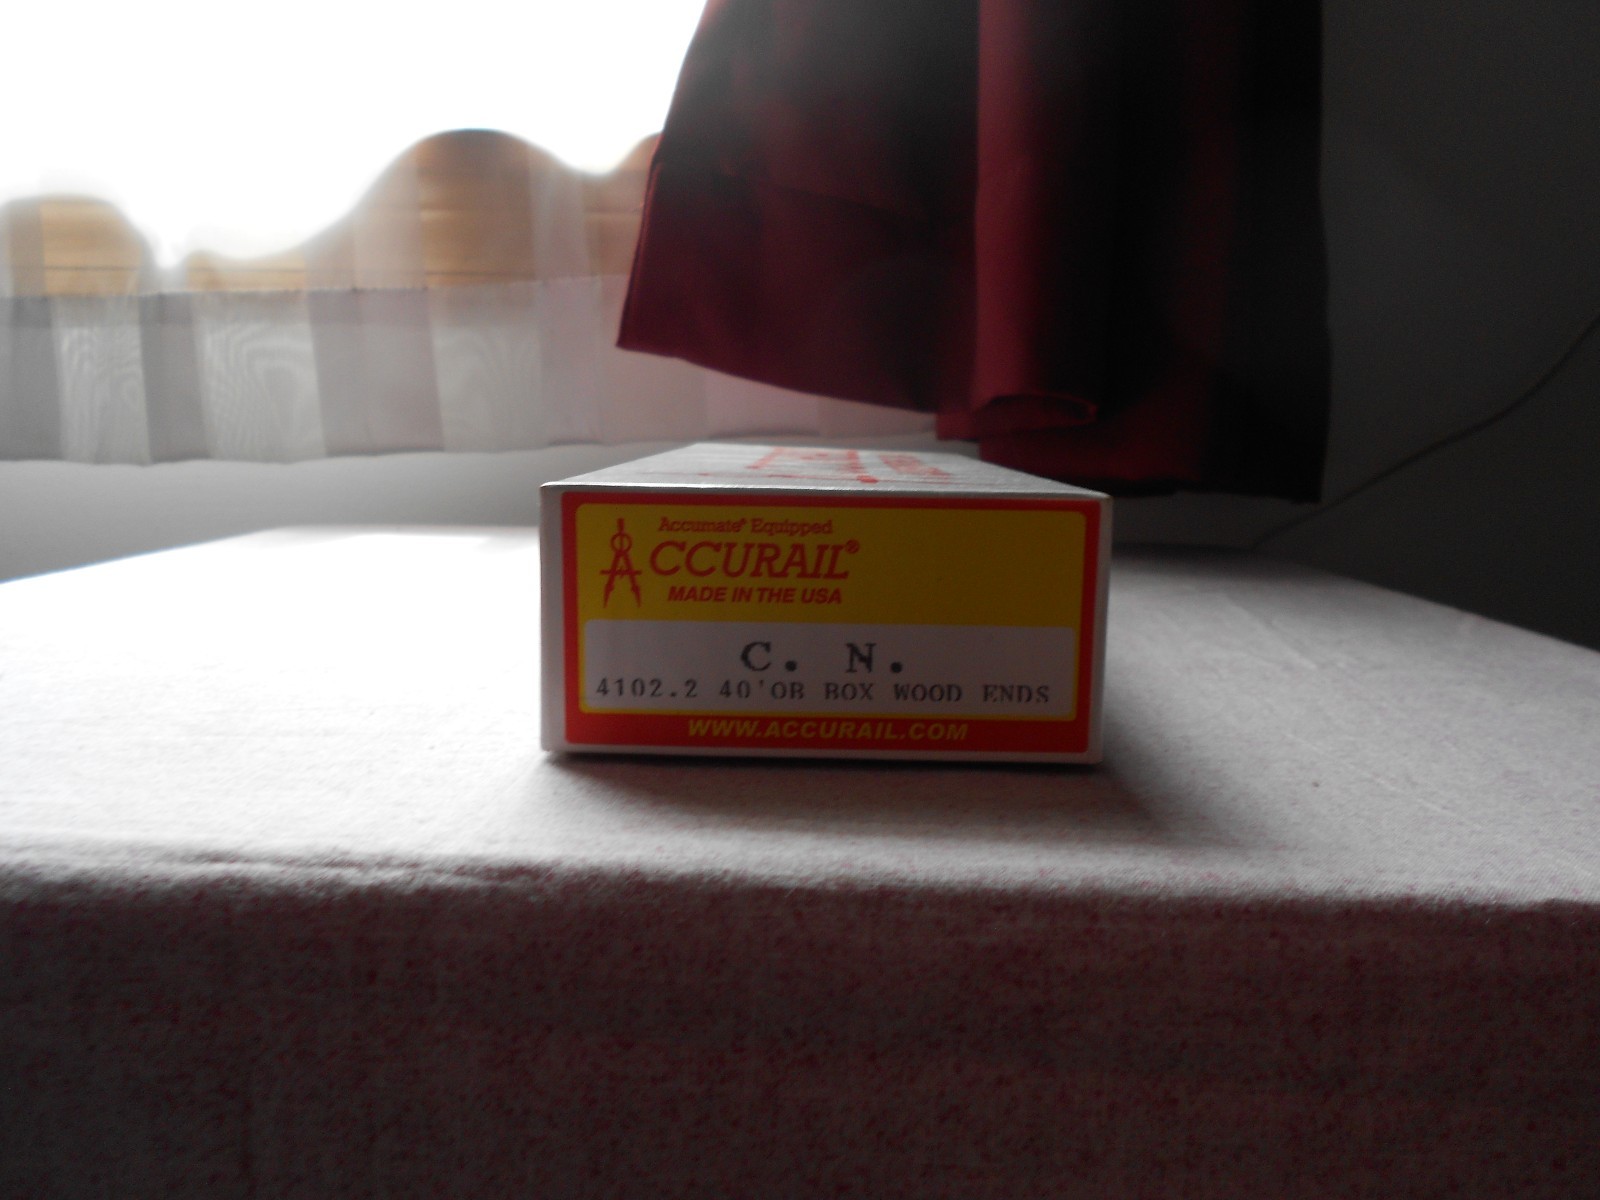 Accumate® Equipped
ACCURAIL®
MADE IN THE USA
C. N.
4102.2 40'OB BOX WOOD ENDS
WWW.ACCURAIL.COM